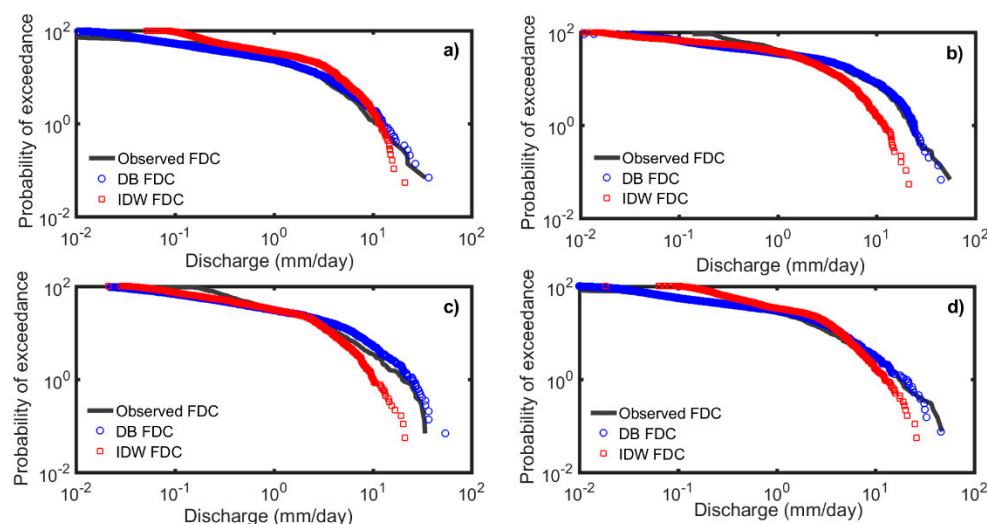 a)
Probability of exceedance
10^2
10^0
10^-2
Observed FDC
DB FDC
IDW FDC
10^-2 10^-1 10^0 10^1 10^2
Discharge (mm/day)
b)
Probability of exceedance
10^2
10^0
10^-2
Observed FDC
DB FDC
IDW FDC
10^-2 10^-1 10^0 10^1 10^2
Discharge (mm/day)
c)
Probability of exceedance
10^2
10^0
10^-2
Observed FDC
DB FDC
IDW FDC
10^-2 10^-1 10^0 10^1 10^2
Discharge (mm/day)
d)
Probability of exceedance
10^2
10^0
10^-2
Observed FDC
DB FDC
IDW FDC
10^-2 10^-1 10^0 10^1 10^2
Discharge (mm/day)